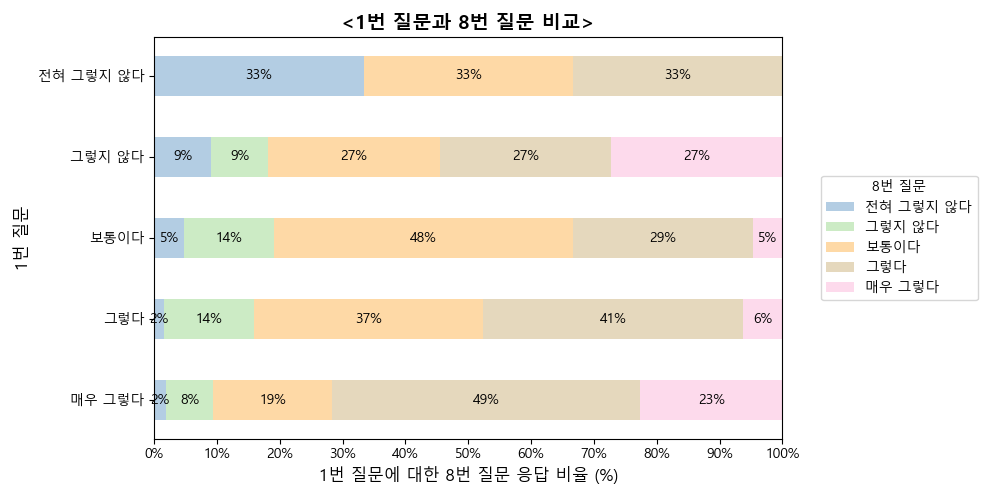 <1번 질문과 8번 질문 비교>
전혀 그렇지 않다 33% 33% 33%
그렇지 않다 9% 9% 27% 27% 27%
보통이다 5% 14% 48% 29% 5%
그렇다 2% 14% 37% 41% 6%
매우 그렇다 2% 8% 19% 49% 23%
0% 10% 20% 30% 40% 50% 60% 70% 80% 90% 100%
1번 질문에 대한 8번 질문 응답 비율 (%)
1번 질문
8번 질문
전혀 그렇지 않다
그렇지 않다
보통이다
그렇다
매우 그렇다